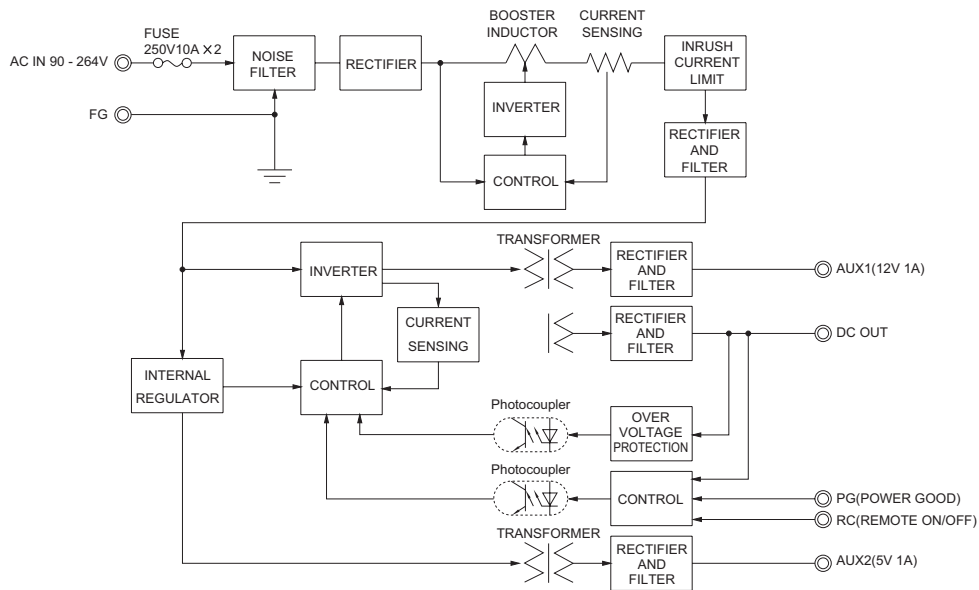 BOOSTER
INDUCTOR
CURRENT
SENSING
FUSE
250V10A ×2
AC IN 90 - 264V
NOISE
FILTER
RECTIFIER
INRUSH
CURRENT
LIMIT
FG
INVERTER
CONTROL
RECTIFIER
AND
FILTER
TRANSFORMER
INVERTER
RECTIFIER
AND
FILTER
AUX1(12V 1A)
CURRENT
SENSING
RECTIFIER
AND
FILTER
DC OUT
INTERNAL
REGULATOR
CONTROL
Photocoupler
OVER
VOLTAGE
PROTECTION
Photocoupler
CONTROL
PG(POWER GOOD)
RC(REMOTE ON/OFF)
TRANSFORMER
RECTIFIER
AND
FILTER
AUX2(5V 1A)